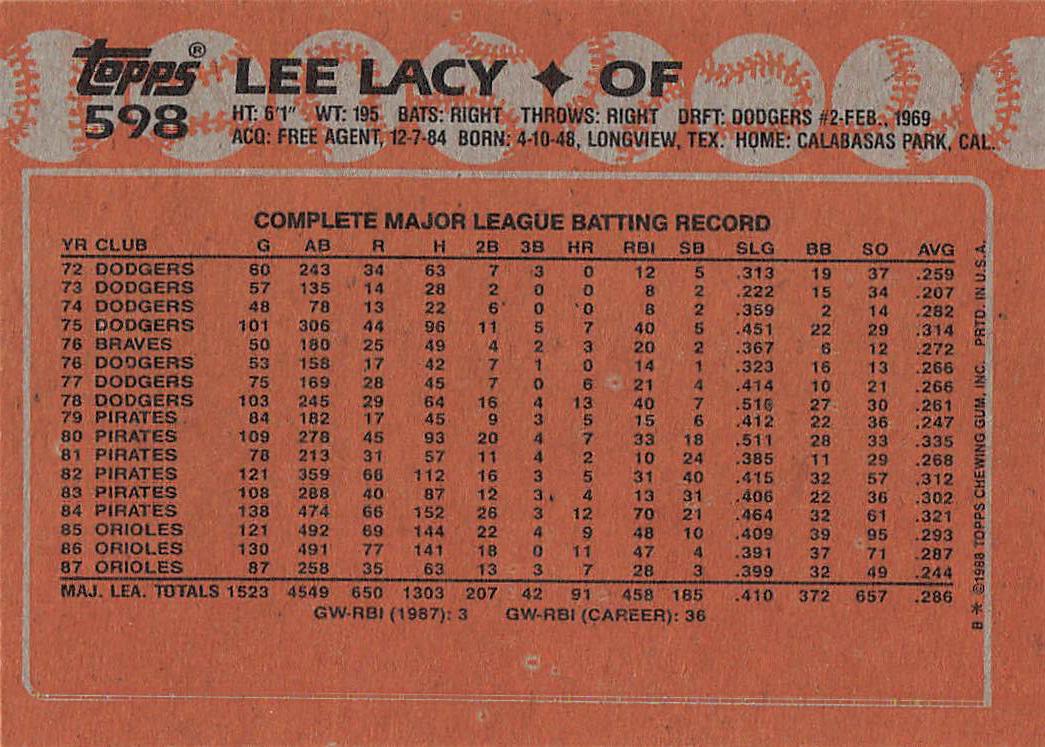 topps® LEE LACY ✦ OF
598 HT: 6'1" WT: 195 BATS: RIGHT THROWS: RIGHT DRFT: DODGERS #2-FEB., 1969
ACQ: FREE AGENT, 12-7-84 BORN: 4-10-48, LONGVIEW, TEX. HOME: CALABASAS PARK, CAL.
COMPLETE MAJOR LEAGUE BATTING RECORD
YR CLUB G AB R H 2B 3B HR RBI SB SLG BB SO AVG
72 DODGERS 60 243 34 63 7 3 0 12 5 .313 19 37 .259
73 DODGERS 57 135 14 28 2 0 0 8 2 .222 15 34 .207
74 DODGERS 48 78 13 22 6 0 0 8 2 .359 2 14 .282
75 DODGERS 101 306 44 96 11 5 7 40 5 .451 22 29 .314
76 BRAVES 50 180 25 49 4 2 3 20 2 .367 6 12 .272
76 DODGERS 53 158 17 42 7 1 0 14 1 .323 16 13 .266
77 DODGERS 75 169 28 45 7 0 6 21 4 .414 10 21 .266
78 DODGERS 103 245 29 64 16 4 13 40 7 .518 27 30 .261
79 PIRATES 84 182 17 45 9 3 5 15 6 .412 22 36 .247
80 PIRATES 109 278 45 93 20 4 7 33 18 .511 28 33 .335
81 PIRATES 78 213 31 57 11 4 2 10 24 .385 11 29 .268
82 PIRATES 121 359 66 112 16 3 5 31 40 .415 32 57 .312
83 PIRATES 108 288 40 87 12 3 4 13 31 .406 22 36 .302
84 PIRATES 138 474 66 152 26 3 12 70 21 .464 32 61 .321
85 ORIOLES 121 492 69 144 22 4 9 48 10 .409 39 95 .293
86 ORIOLES 130 491 77 141 18 0 11 47 4 .391 37 71 .287
87 ORIOLES 87 258 35 63 13 3 7 28 3 .399 32 49 .244
MAJ. LEA. TOTALS 1523 4549 650 1303 207 42 91 458 185 .410 372 657 .286
GW-RBI (1987): 3 GW-RBI (CAREER): 36
B * ©1988 TOPPS CHEWING GUM, INC. PRTD. IN U.S.A.